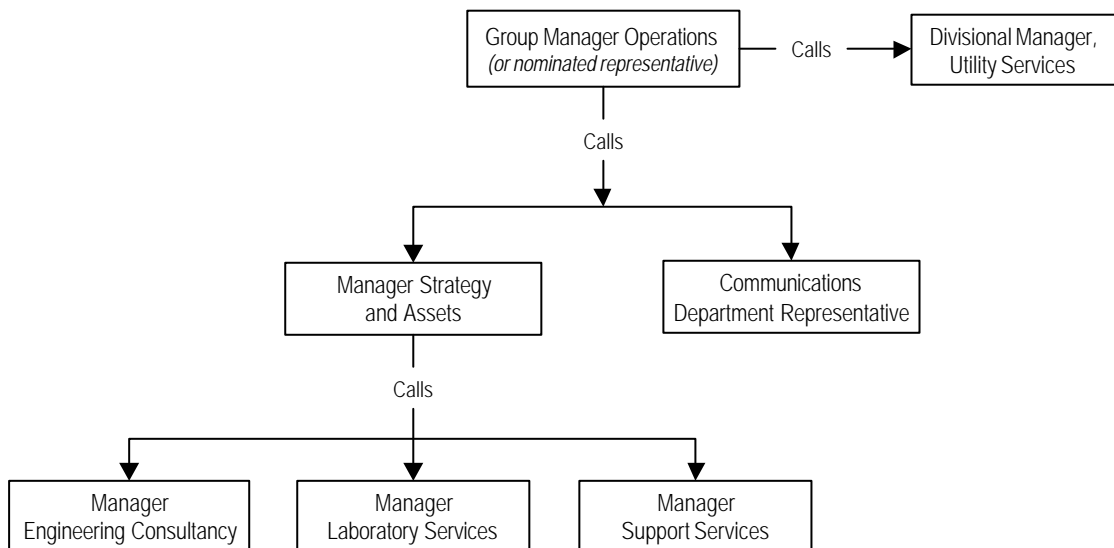 Group Manager Operations
(or nominated representative)
Calls
Divisional Manager,
Utility Services
Calls
Manager Strategy
and Assets
Communications
Department Representative
Calls
Manager
Engineering Consultancy
Manager
Laboratory Services
Manager
Support Services